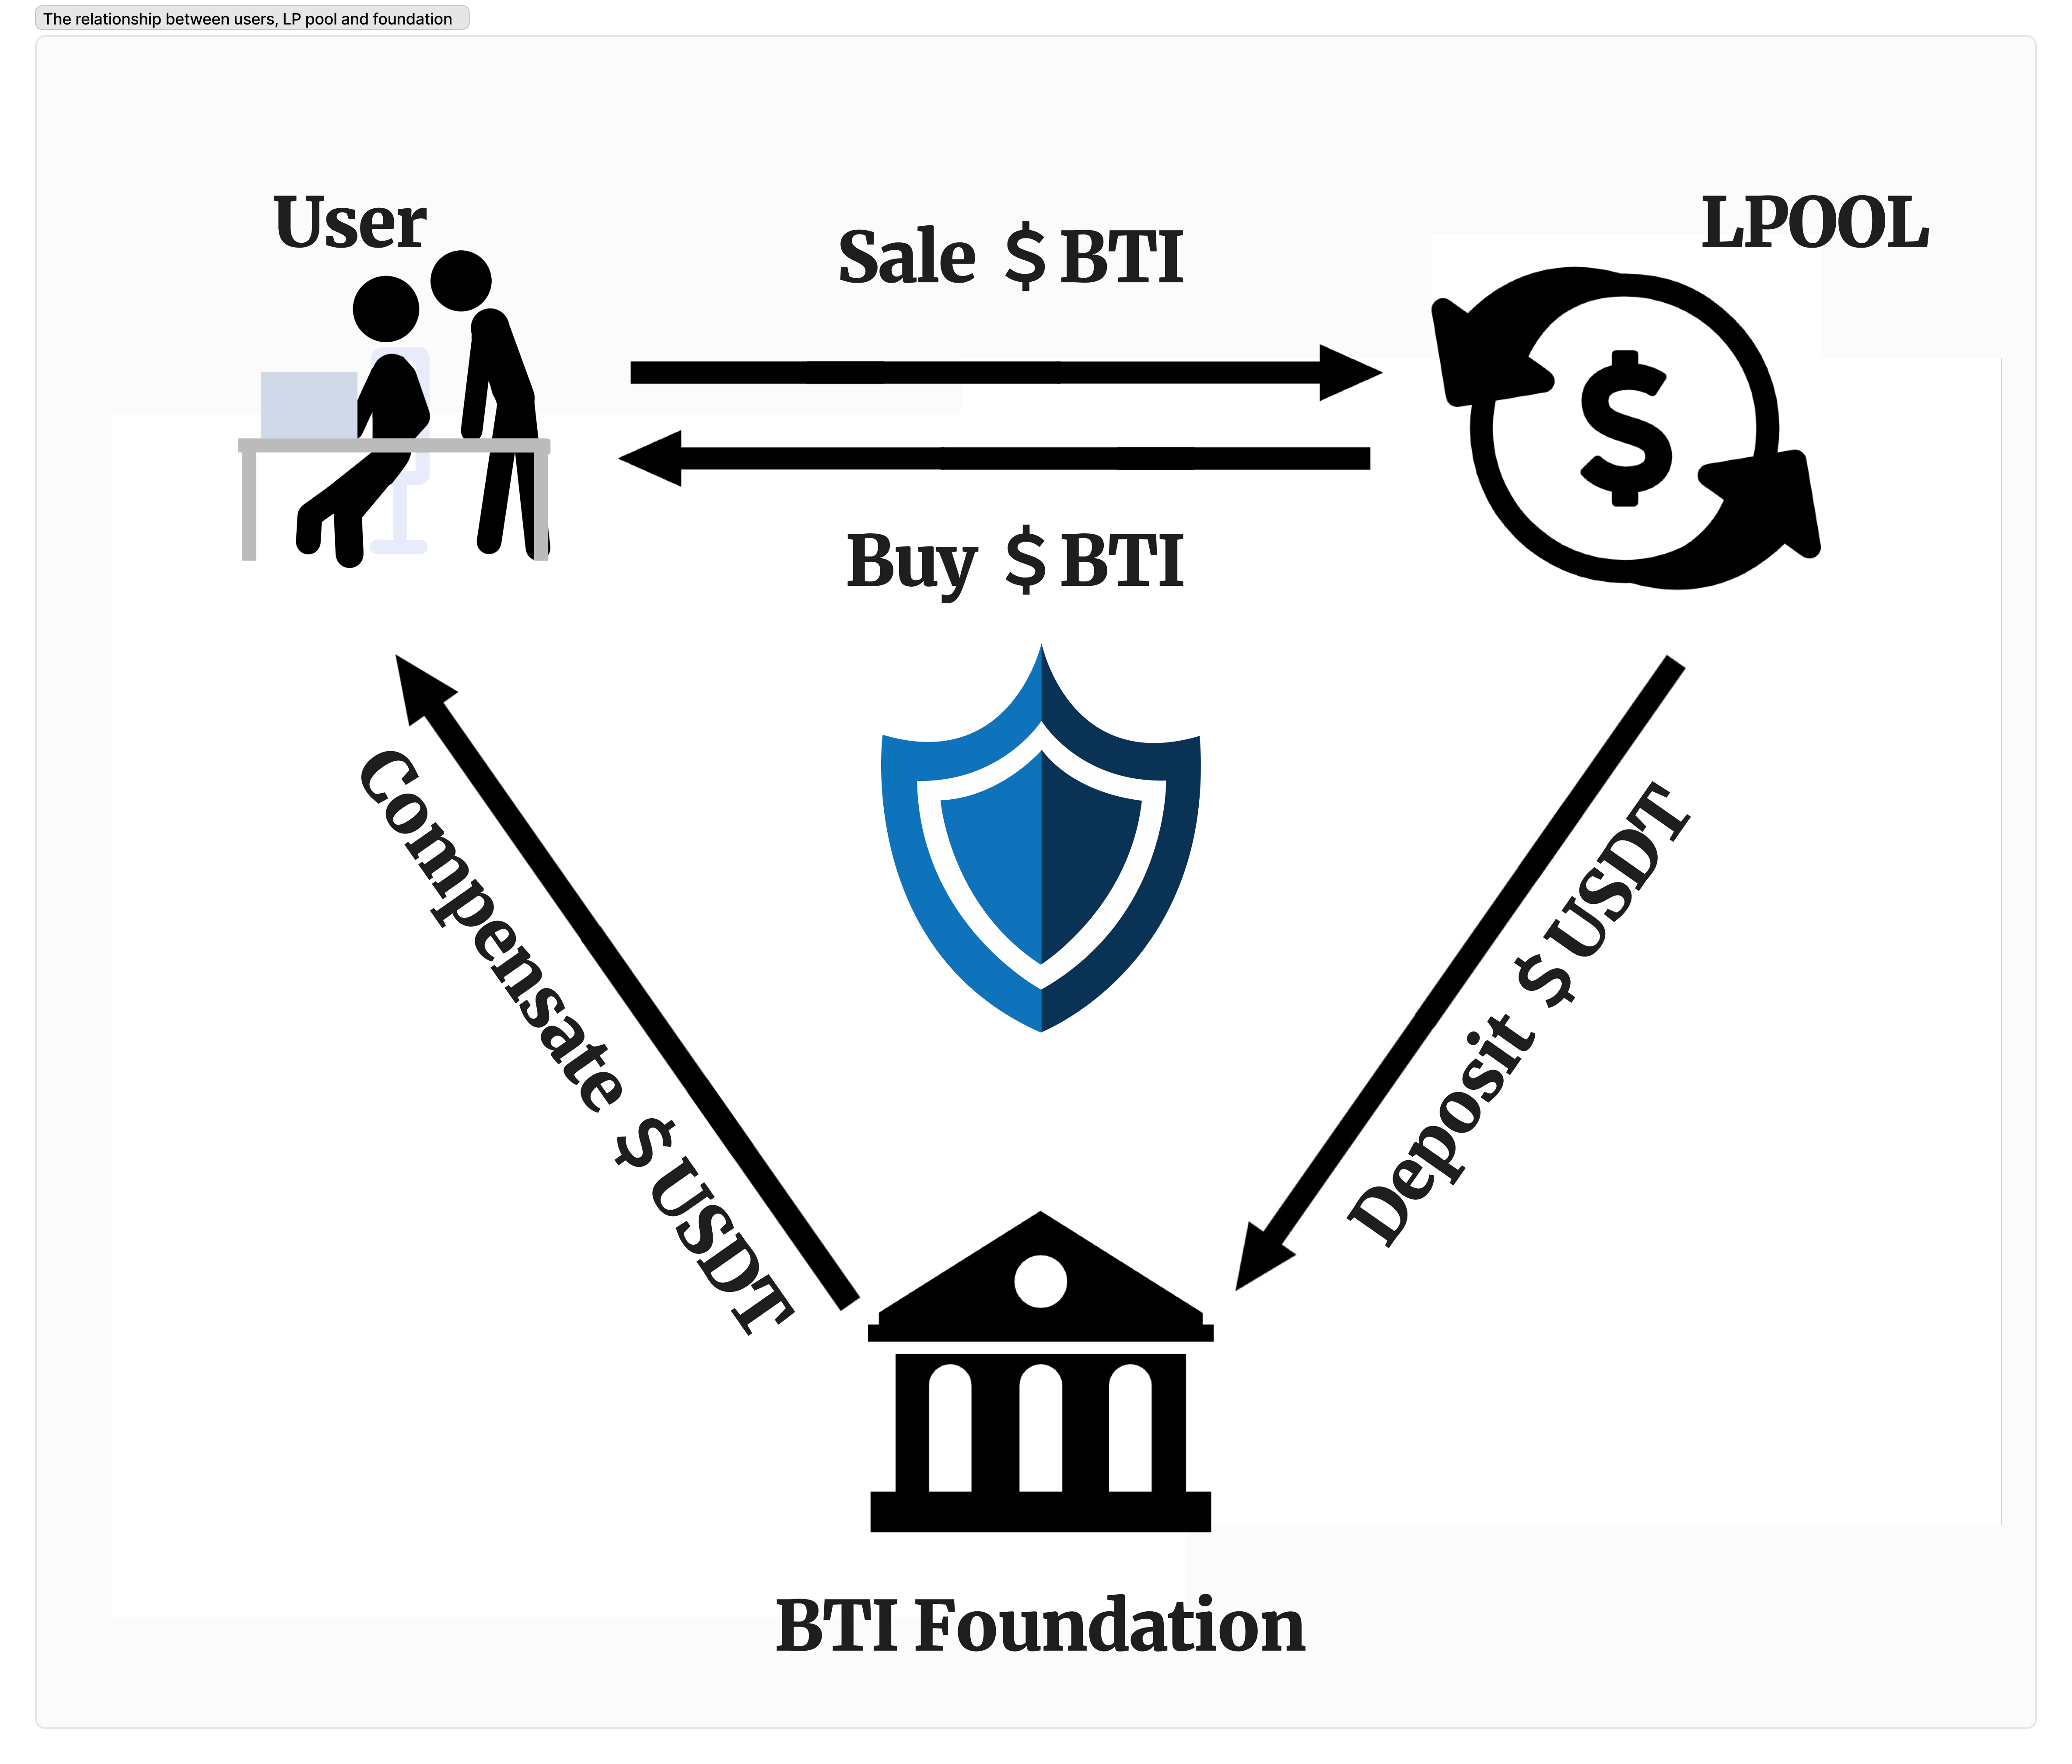 The relationship between users, LP pool and foundation
User
LPOOL
Sale $ BTI
Buy $ BTI
Compensate $ USDT
Deposit $ USDT
BTI Foundation